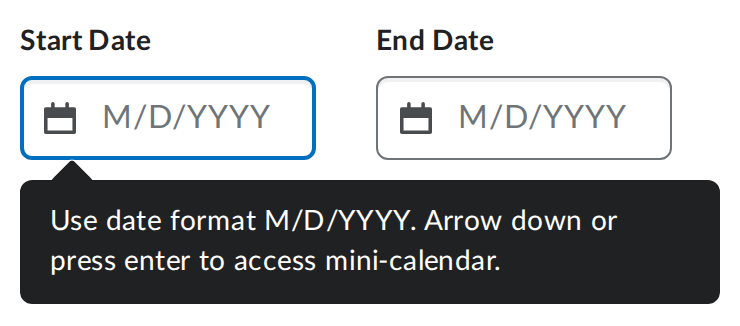 Start Date
End Date
M/D/YYYY
M/D/YYYY
Use date format M/D/YYYY. Arrow down or
press enter to access mini-calendar.